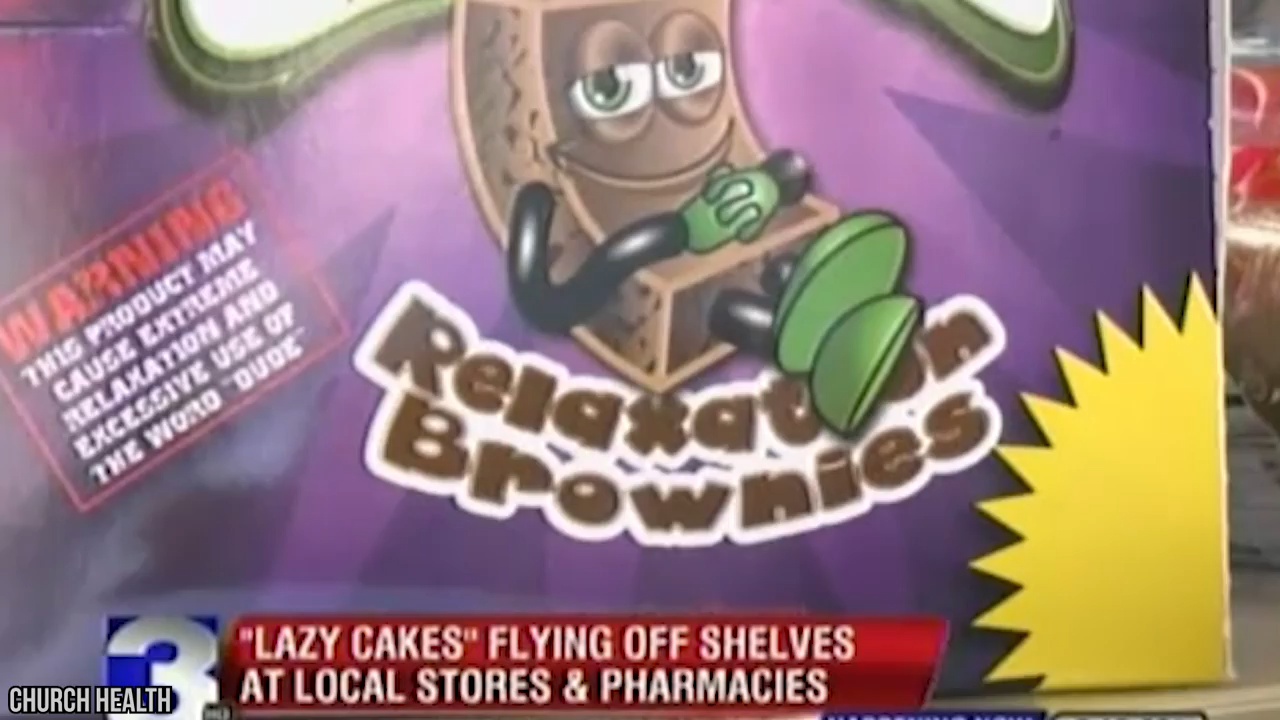 WARNING
THIS PRODUCT MAY
CAUSE EXTREME
RELAXATION AND
EXCESSIVE USE OF
THE WORD "DUDE"
Relaxation
Brownies
3
"LAZY CAKES" FLYING OFF SHELVES
AT LOCAL STORES & PHARMACIES
CHURCH HEALTH